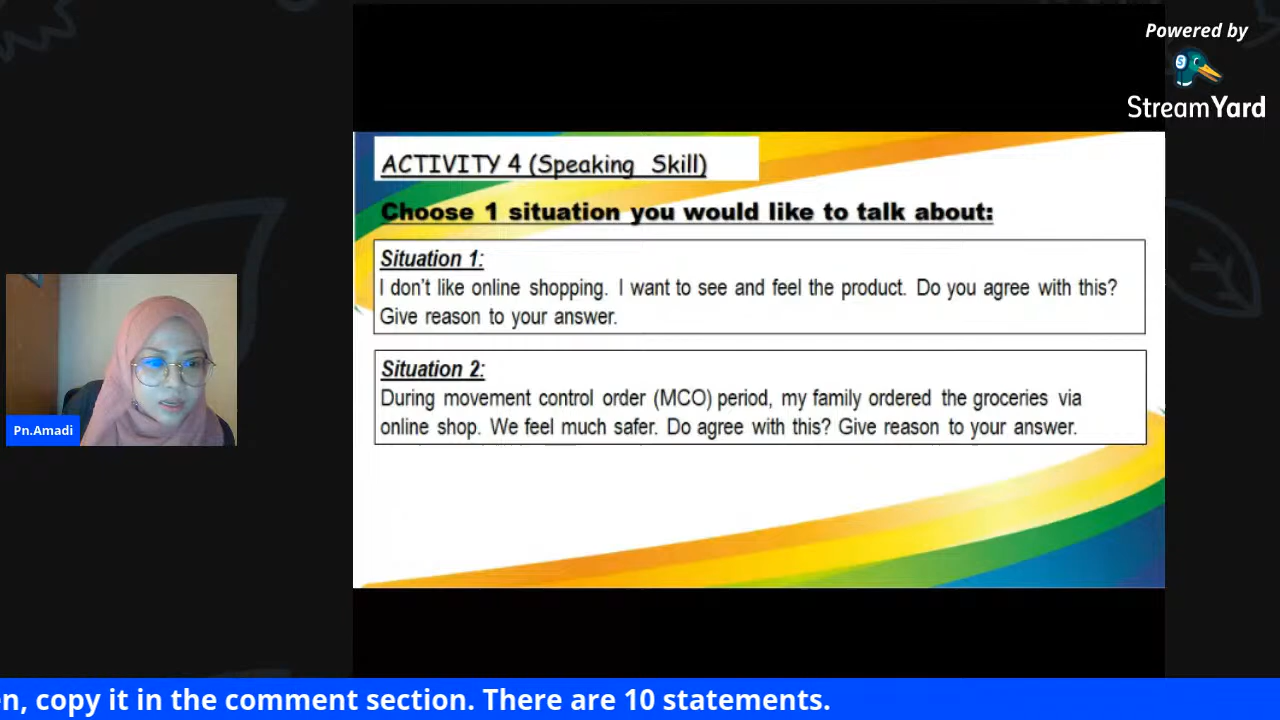 Powered by
StreamYard
ACTIVITY 4 (Speaking Skill)
Choose 1 situation you would like to talk about:
Situation 1:
I don't like online shopping. I want to see and feel the product. Do you agree with this?
Give reason to your answer.
Situation 2:
During movement control order (MCO) period, my family ordered the groceries via
online shop. We feel much safer. Do agree with this? Give reason to your answer.
Pn.Amadi
copy it in the comment section. There are 10 statements.